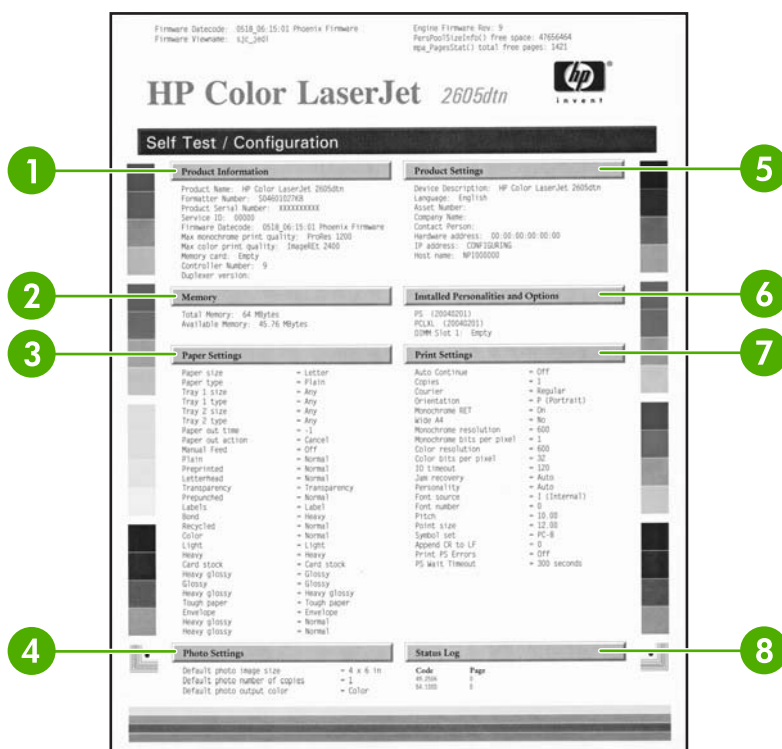 Firmware Datecode: 0518_06:15:01 Phoenix Firmware
Firmware Viewname: sjc_jedi
Engine Firmware Rev: 9
PersPoolSizeInfo() free space: 47656464
mpa_PagesStat() total free pages: 1421
HP Color LaserJet 2605dtn
hp
invent
Self Test / Configuration
1
Product Information
Product Name: HP Color LaserJet 2605dtn
Formatter Number: S04601027KB
Product Serial Number: XXXXXXXXXX
Service ID: 00000
Firmware Datecode: 0518_06:15:01 Phoenix Firmware
Max monochrome print quality: ProRes 1200
Max color print quality: ImageREt 2400
Memory card: Empty
Controller Number: 9
Duplexer version:
5
Product Settings
Device Description: HP Color LaserJet 2605dtn
Language: English
Asset Number:
Company Name:
Contact Person:
Hardware address: 00:00:00:00:00:00
IP address: CONFIGURING
Host name: NPI000000
2
Memory
Total Memory: 64 MBytes
Available Memory: 45.76 MBytes
6
Installed Personalities and Options
PS (20040201)
PCLXL (20040201)
DIMM Slot 1: Empty
3
Paper Settings
Paper size = Letter
Paper type = Plain
Tray 1 size = Any
Tray 1 type = Any
Tray 2 size = Any
Tray 2 type = Any
Paper out time = -1
Paper out action = Cancel
Manual Feed = Off
Plain = Normal
Preprinted = Normal
Letterhead = Normal
Transparency = Transparency
Prepunched = Normal
Labels = Label
Bond = Heavy
Recycled = Normal
Color = Normal
Light = Light
Heavy = Heavy
Card stock = Card stock
Heavy glossy = Glossy
Glossy = Glossy
Heavy glossy = Heavy glossy
Tough paper = Tough paper
Envelope = Envelope
Heavy glossy = Normal
Heavy glossy = Normal
7
Print Settings
Auto Continue = Off
Copies = 1
Courier = Regular
Orientation = P (Portrait)
Monochrome RET = On
Wide A4 = No
Monochrome resolution = 600
Monochrome bits per pixel = 1
Color resolution = 600
Color bits per pixel = 32
IO timeout = 120
Jam recovery = Auto
Personality = Auto
Font source = I (Internal)
Font number = 0
Pitch = 10.00
Point size = 12.00
Symbol set = PC-8
Append CR to LF = 0
Print PS Errors = Off
PS Wait Timeout = 300 seconds
4
Photo Settings
Default photo image size = 4 x 6 in
Default photo number of copies = 1
Default photo output color = Color
8
Status Log
Code Page
0
0